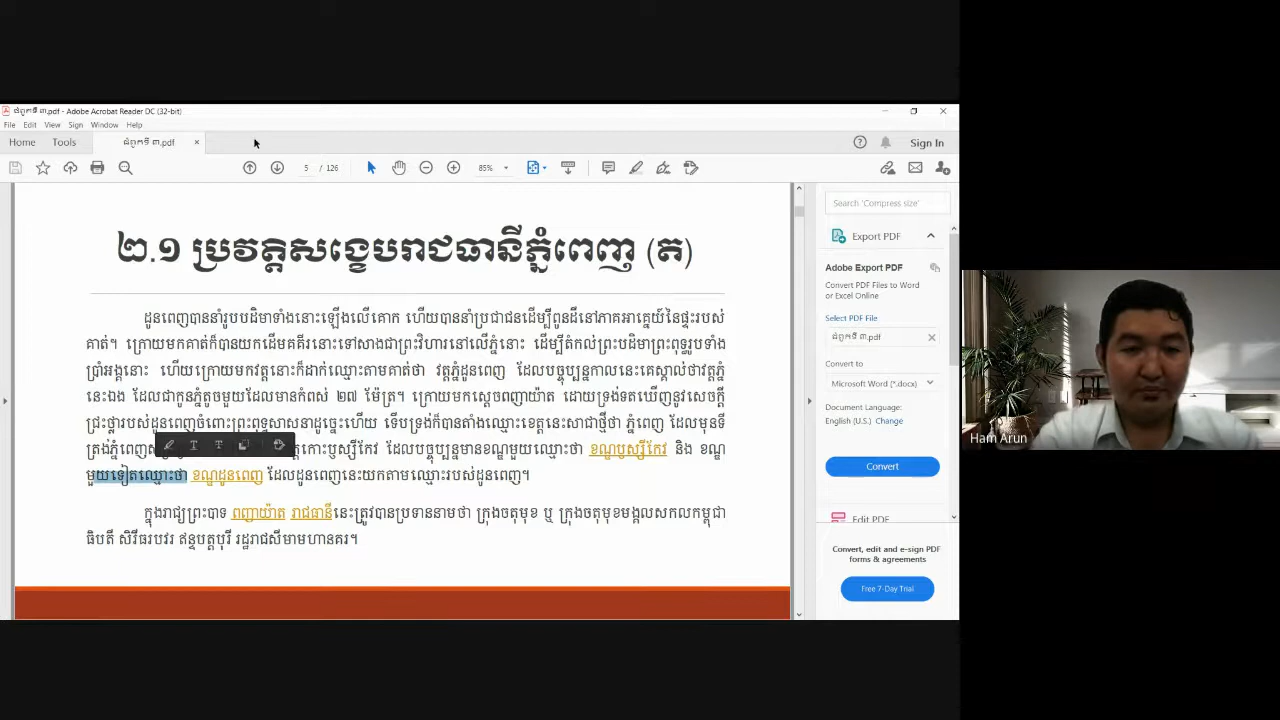 ជំពូកទី ៣.pdf - Adobe Acrobat Reader DC (32-bit)
File Edit View Sign Window Help
Home Tools ជំពូកទី ៣.pdf × Sign In
5 / 126 85%
Search 'Compress size'
២.១ ប្រវត្តិសង្ខេបរាជធានីភ្នំពេញ (ត)
Export PDF
Adobe Export PDF
Convert PDF Files to Word
or Excel Online
Select PDF File
ជំពូកទី ៣.pdf
Convert to
Microsoft Word (*.docx)
Document Language:
English (U.S.) Change
Convert
Edit PDF
Convert, edit and e-sign PDF
forms & agreements
Free 7-Day Trial
ដូនពេញបាននាំរូបបដិមាទាំងនោះឡើងលើគោក ហើយបាននាំប្រជាជនដើម្បីពូនដីនៅភាគអាគ្នេយ៍នៃផ្ទះរបស់
គាត់។ ក្រោយមកគាត់ក៏បានយកដើមគគីរនោះទៅសាងជាព្រះវិហារនៅលើភ្នំនោះ ដើម្បីតំកល់ព្រះបដិមាព្រះពុទ្ធរូបទាំង
ប្រាំអង្គនោះ ហើយក្រោយមកវត្តនោះក៏ដាក់ឈ្មោះតាមគាត់ថា វត្តភ្នំដូនពេញ ដែលបច្ចុប្បន្នកាលនេះគេស្គាល់ថាវត្តភ្នំ
នេះឯង ដែលជាកូនភ្នំតូចមួយដែលមានកំពស់ ២៧ ម៉ែត្រ។ ក្រោយមកស្តេចពញាយ៉ាត ដោយទ្រង់ទតឃើញនូវសេចក្តី
ជ្រះថ្លារបស់ដូនពេញចំពោះព្រះពុទ្ធសាសនាដូច្នេះហើយ ទើបទ្រង់ក៏បានតាំងឈ្មោះខេត្តនេះសាជាថ្មីថា ភ្នំពេញ ដែលមុនទី
ត្រង់ភ្នំពេញ កោះឫស្សីកែវ ដែលបច្ចុប្បន្នមានខណ្ឌមួយឈ្មោះថា ខណ្ឌឫស្សីកែវ និង ខណ្ឌ
មួយទៀតឈ្មោះថា ខណ្ឌដូនពេញ ដែលដូនពេញនេះយកតាមឈ្មោះរបស់ដូនពេញ។
ក្នុងរាជ្យព្រះបាទ ពញាយ៉ាត រាជធានីនេះត្រូវបានប្រទាននាមថា ក្រុងចតុមុខ ឬ ក្រុងចតុមុខមង្គលសកលកម្ពុជា
ធិបតី សិរីធរបវរ ឥន្ទបត្តបុរី រដ្ឋរាជសីមាមហានគរ។
Ham Arun